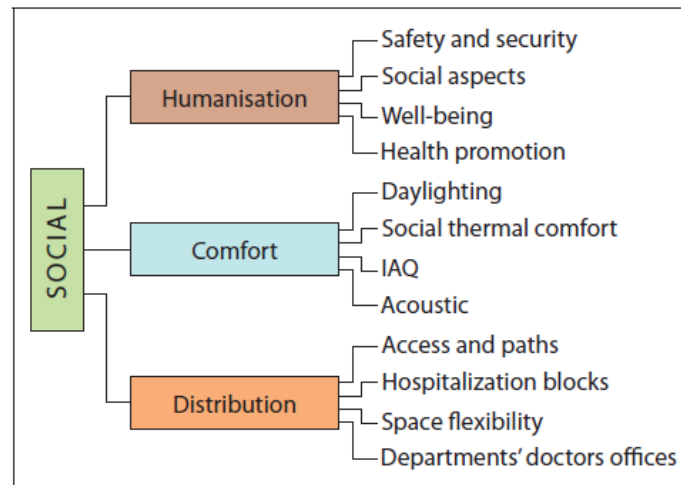 SOCIAL
Humanisation
Safety and security
Social aspects
Well-being
Health promotion
Comfort
Daylighting
Social thermal comfort
IAQ
Acoustic
Distribution
Access and paths
Hospitalization blocks
Space flexibility
Departments’ doctors offices